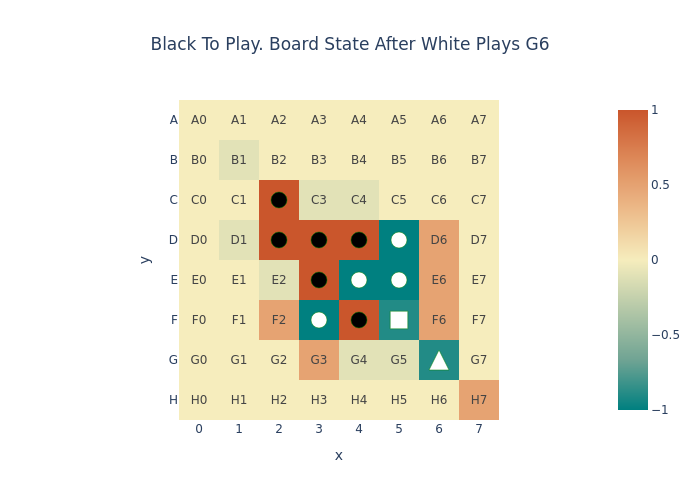 Black To Play. Board State After White Plays G6
A A0 A1 A2 A3 A4 A5 A6 A7
B B0 B1 B2 B3 B4 B5 B6 B7
C C0 C1 C3 C4 C5 C6 C7
D D0 D1 D6 D7
E E0 E1 E2 E6 E7
F F0 F1 F2 F6 F7
G G0 G1 G2 G3 G4 G5 G7
H H0 H1 H2 H3 H4 H5 H6 H7
0 1 2 3 4 5 6 7
x
y
1
0.5
0
−0.5
−1